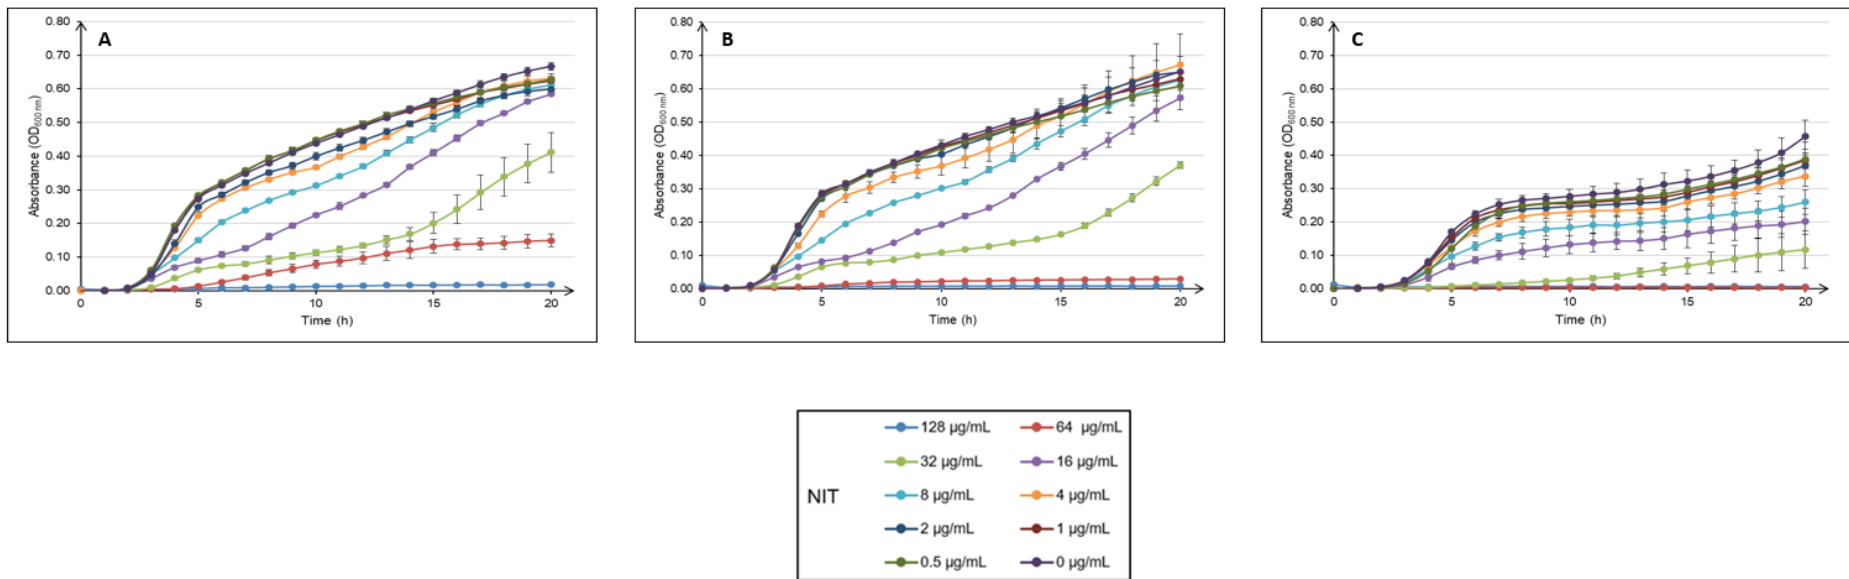 A
0.80
0.70
0.60
0.50
0.40
0.30
0.20
0.10
0.00
Absorbance (OD600 nm)
0
5
10
15
20
Time (h)
B
0.80
0.70
0.60
0.50
0.40
0.30
0.20
0.10
0.00
Absorbance (OD600 nm)
0
5
10
15
20
Time (h)
C
0.80
0.70
0.60
0.50
0.40
0.30
0.20
0.10
0.00
Absorbance (OD600 nm)
0
5
10
15
20
Time (h)
NIT
128 µg/mL
64 µg/mL
32 µg/mL
16 µg/mL
8 µg/mL
4 µg/mL
2 µg/mL
1 µg/mL
0.5 µg/mL
0 µg/mL